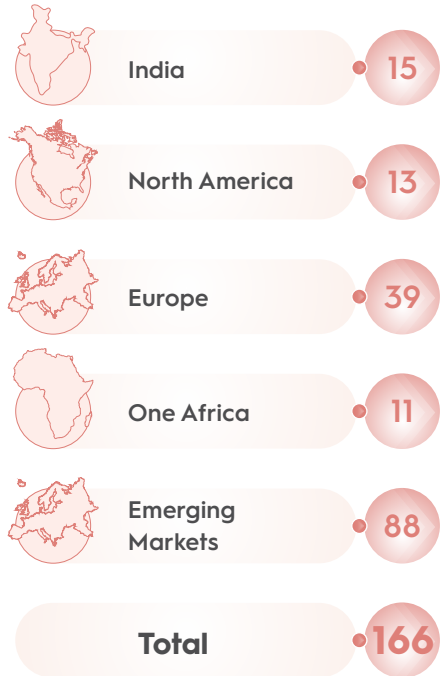 India
15
North America
13
Europe
39
One Africa
11
Emerging
Markets
88
Total
166